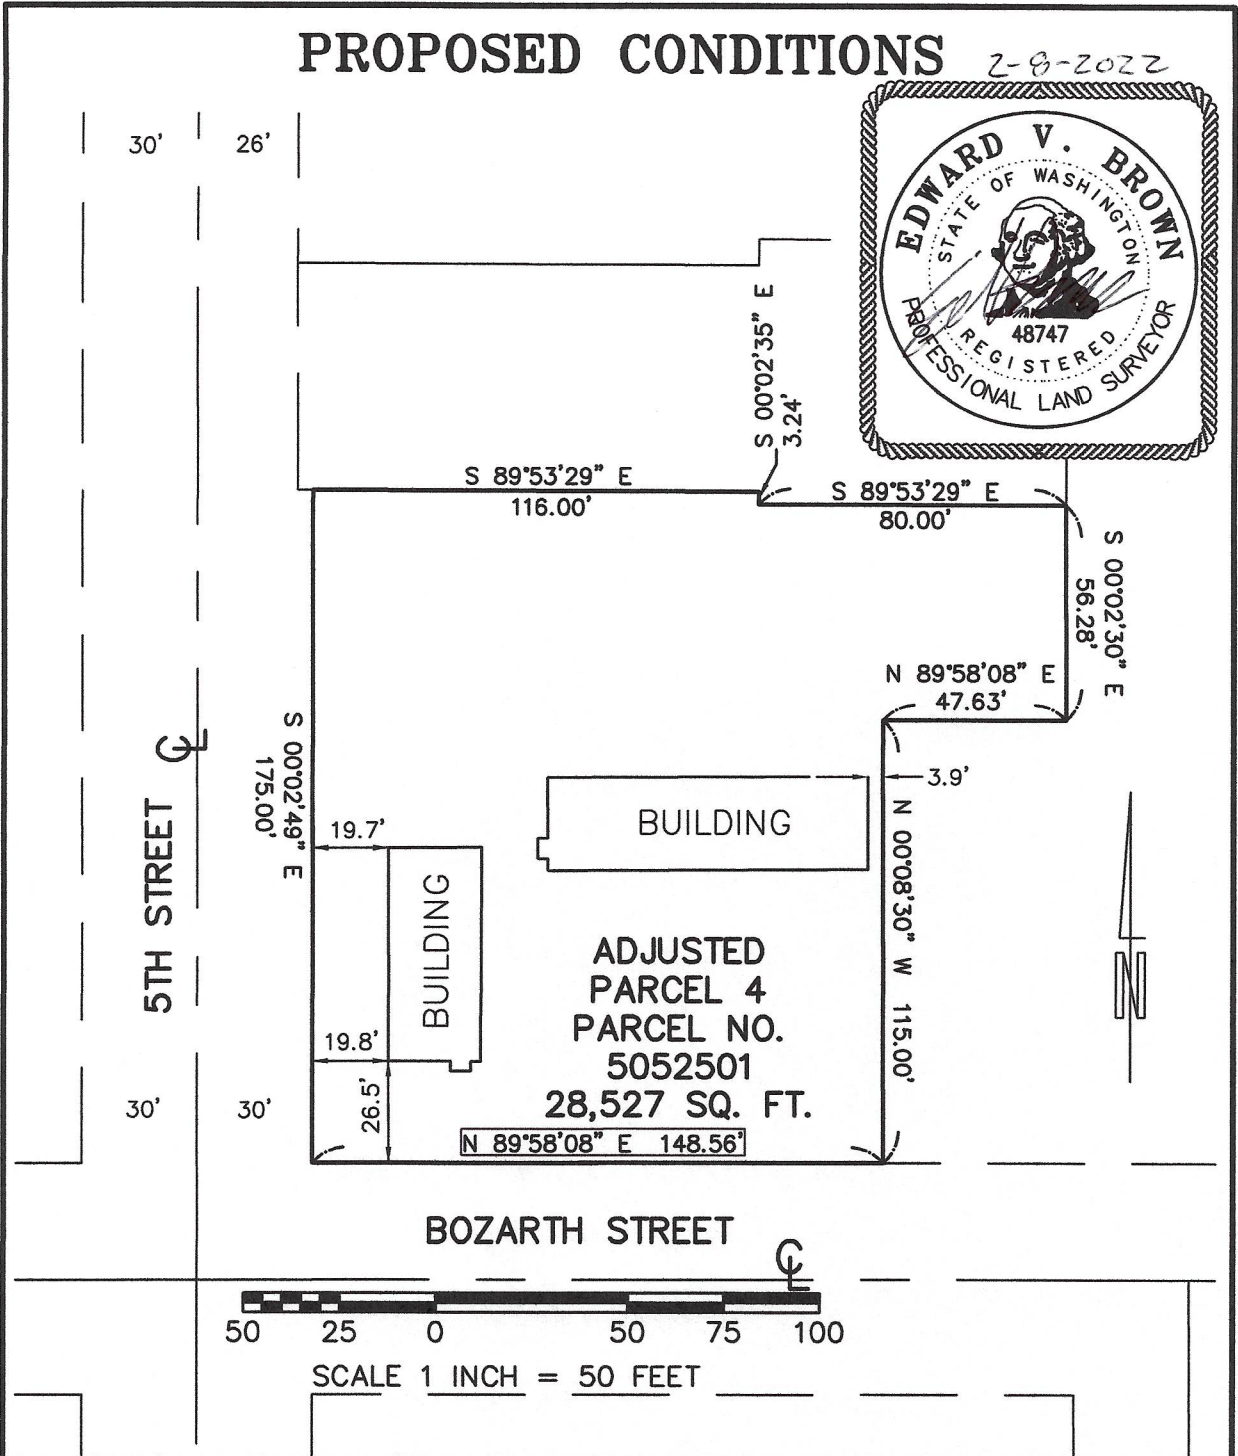 PROPOSED CONDITIONS
2-8-2022
30'
26'
EDWARD V. BROWN
STATE OF WASHINGTON
48747
REGISTERED
PROFESSIONAL LAND SURVEYOR
S 00°02'35" E
3.24'
S 89°53'29" E
116.00'
S 89°53'29" E
80.00'
S 00°02'30" E
56.28'
N 89°58'08" E
47.63'
S 00°02'49" E
175.00'
℄
3.9'
BUILDING
19.7'
N 00°08'30" W 115.00'
5TH STREET
BUILDING
ADJUSTED
PARCEL 4
PARCEL NO.
5052501
28,527 SQ. FT.
N
19.8'
26.5'
30'
30'
N 89°58'08" E 148.56'
BOZARTH STREET
℄
50 25 0 50 75 100
SCALE 1 INCH = 50 FEET